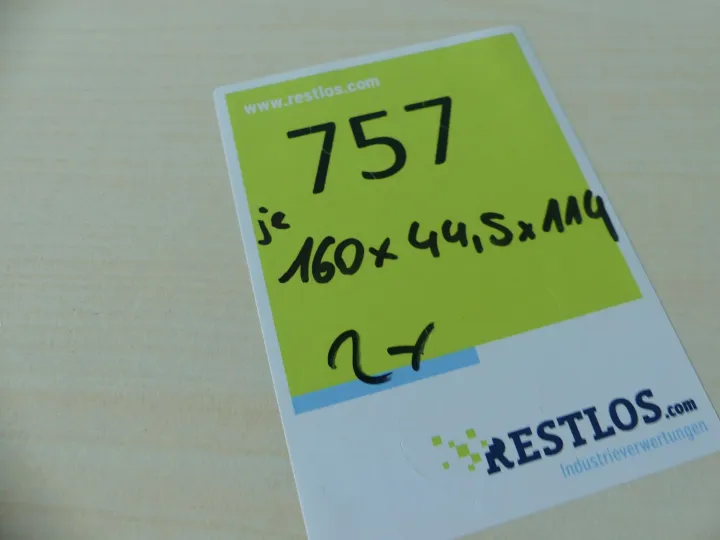 www.restlos.com
757
je
160x44,5x114
2x
RESTLOS.com
Industrieverwertungen